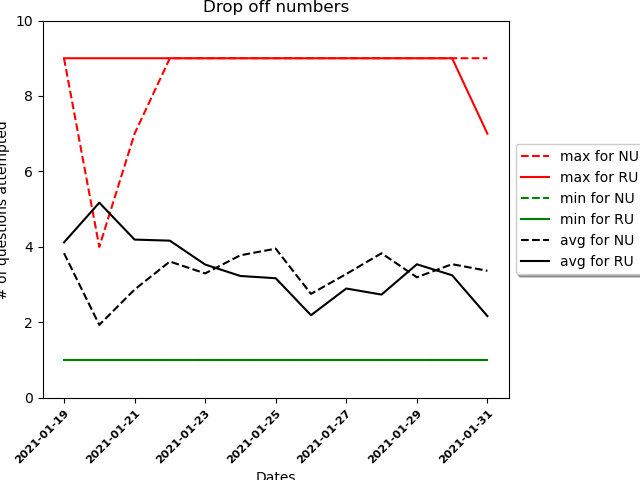 Drop off numbers
# of questions attempted
10
8
6
4
2
0
2021-01-19
2021-01-21
2021-01-23
2021-01-25
2021-01-27
2021-01-29
2021-01-31
Dates
max for NU
max for RU
min for NU
min for RU
avg for NU
avg for RU